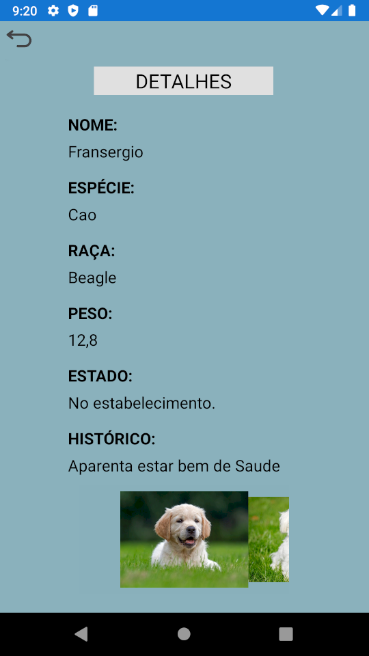 9:20
DETALHES
NOME:
Fransergio
ESPÉCIE:
Cao
RAÇA:
Beagle
PESO:
12,8
ESTADO:
No estabelecimento.
HISTÓRICO:
Aparenta estar bem de Saude